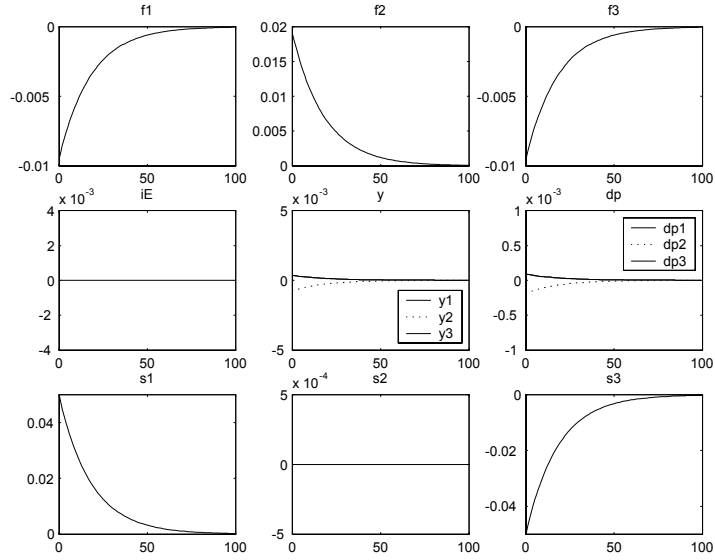 f1 f2 f3
0 0.02 0
0.015
-0.005 0.01 -0.005
0.005
-0.01 0 -0.01
0 50 100 0 50 100 0 50 100
x 10^-3 iE y x 10^-3 dp
4 5 1
2 0.5 dp1
dp2
dp3
0 0 0
y1
-2 y2 -0.5
y3
-4 -5 -1
0 50 100 0 50 100 0 50 100
s1 x 10^-4 s2 s3
5 0
0.04
-0.02
0.02 0
-0.04
0 -5
0 50 100 0 50 100 0 50 100
x 10^-3